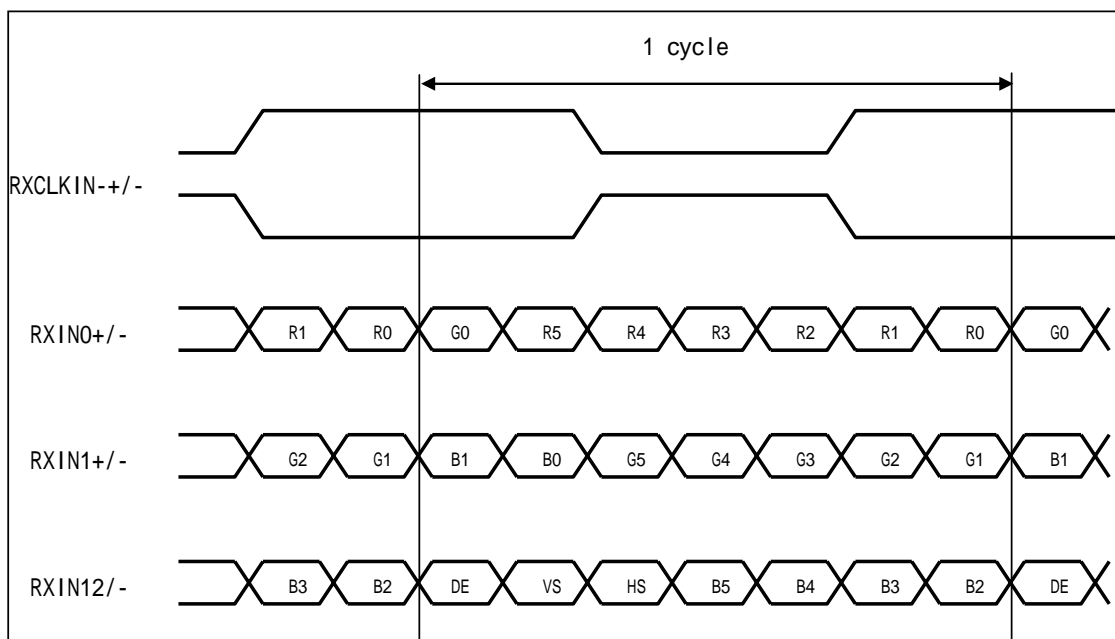 1 cycle
RXCLKIN-+/-
RXIN0+/- R1 R0 G0 R5 R4 R3 R2 R1 R0 G0
RXIN1+/- G2 G1 B1 B0 G5 G4 G3 G2 G1 B1
RXIN12/- B3 B2 DE VS HS B5 B4 B3 B2 DE